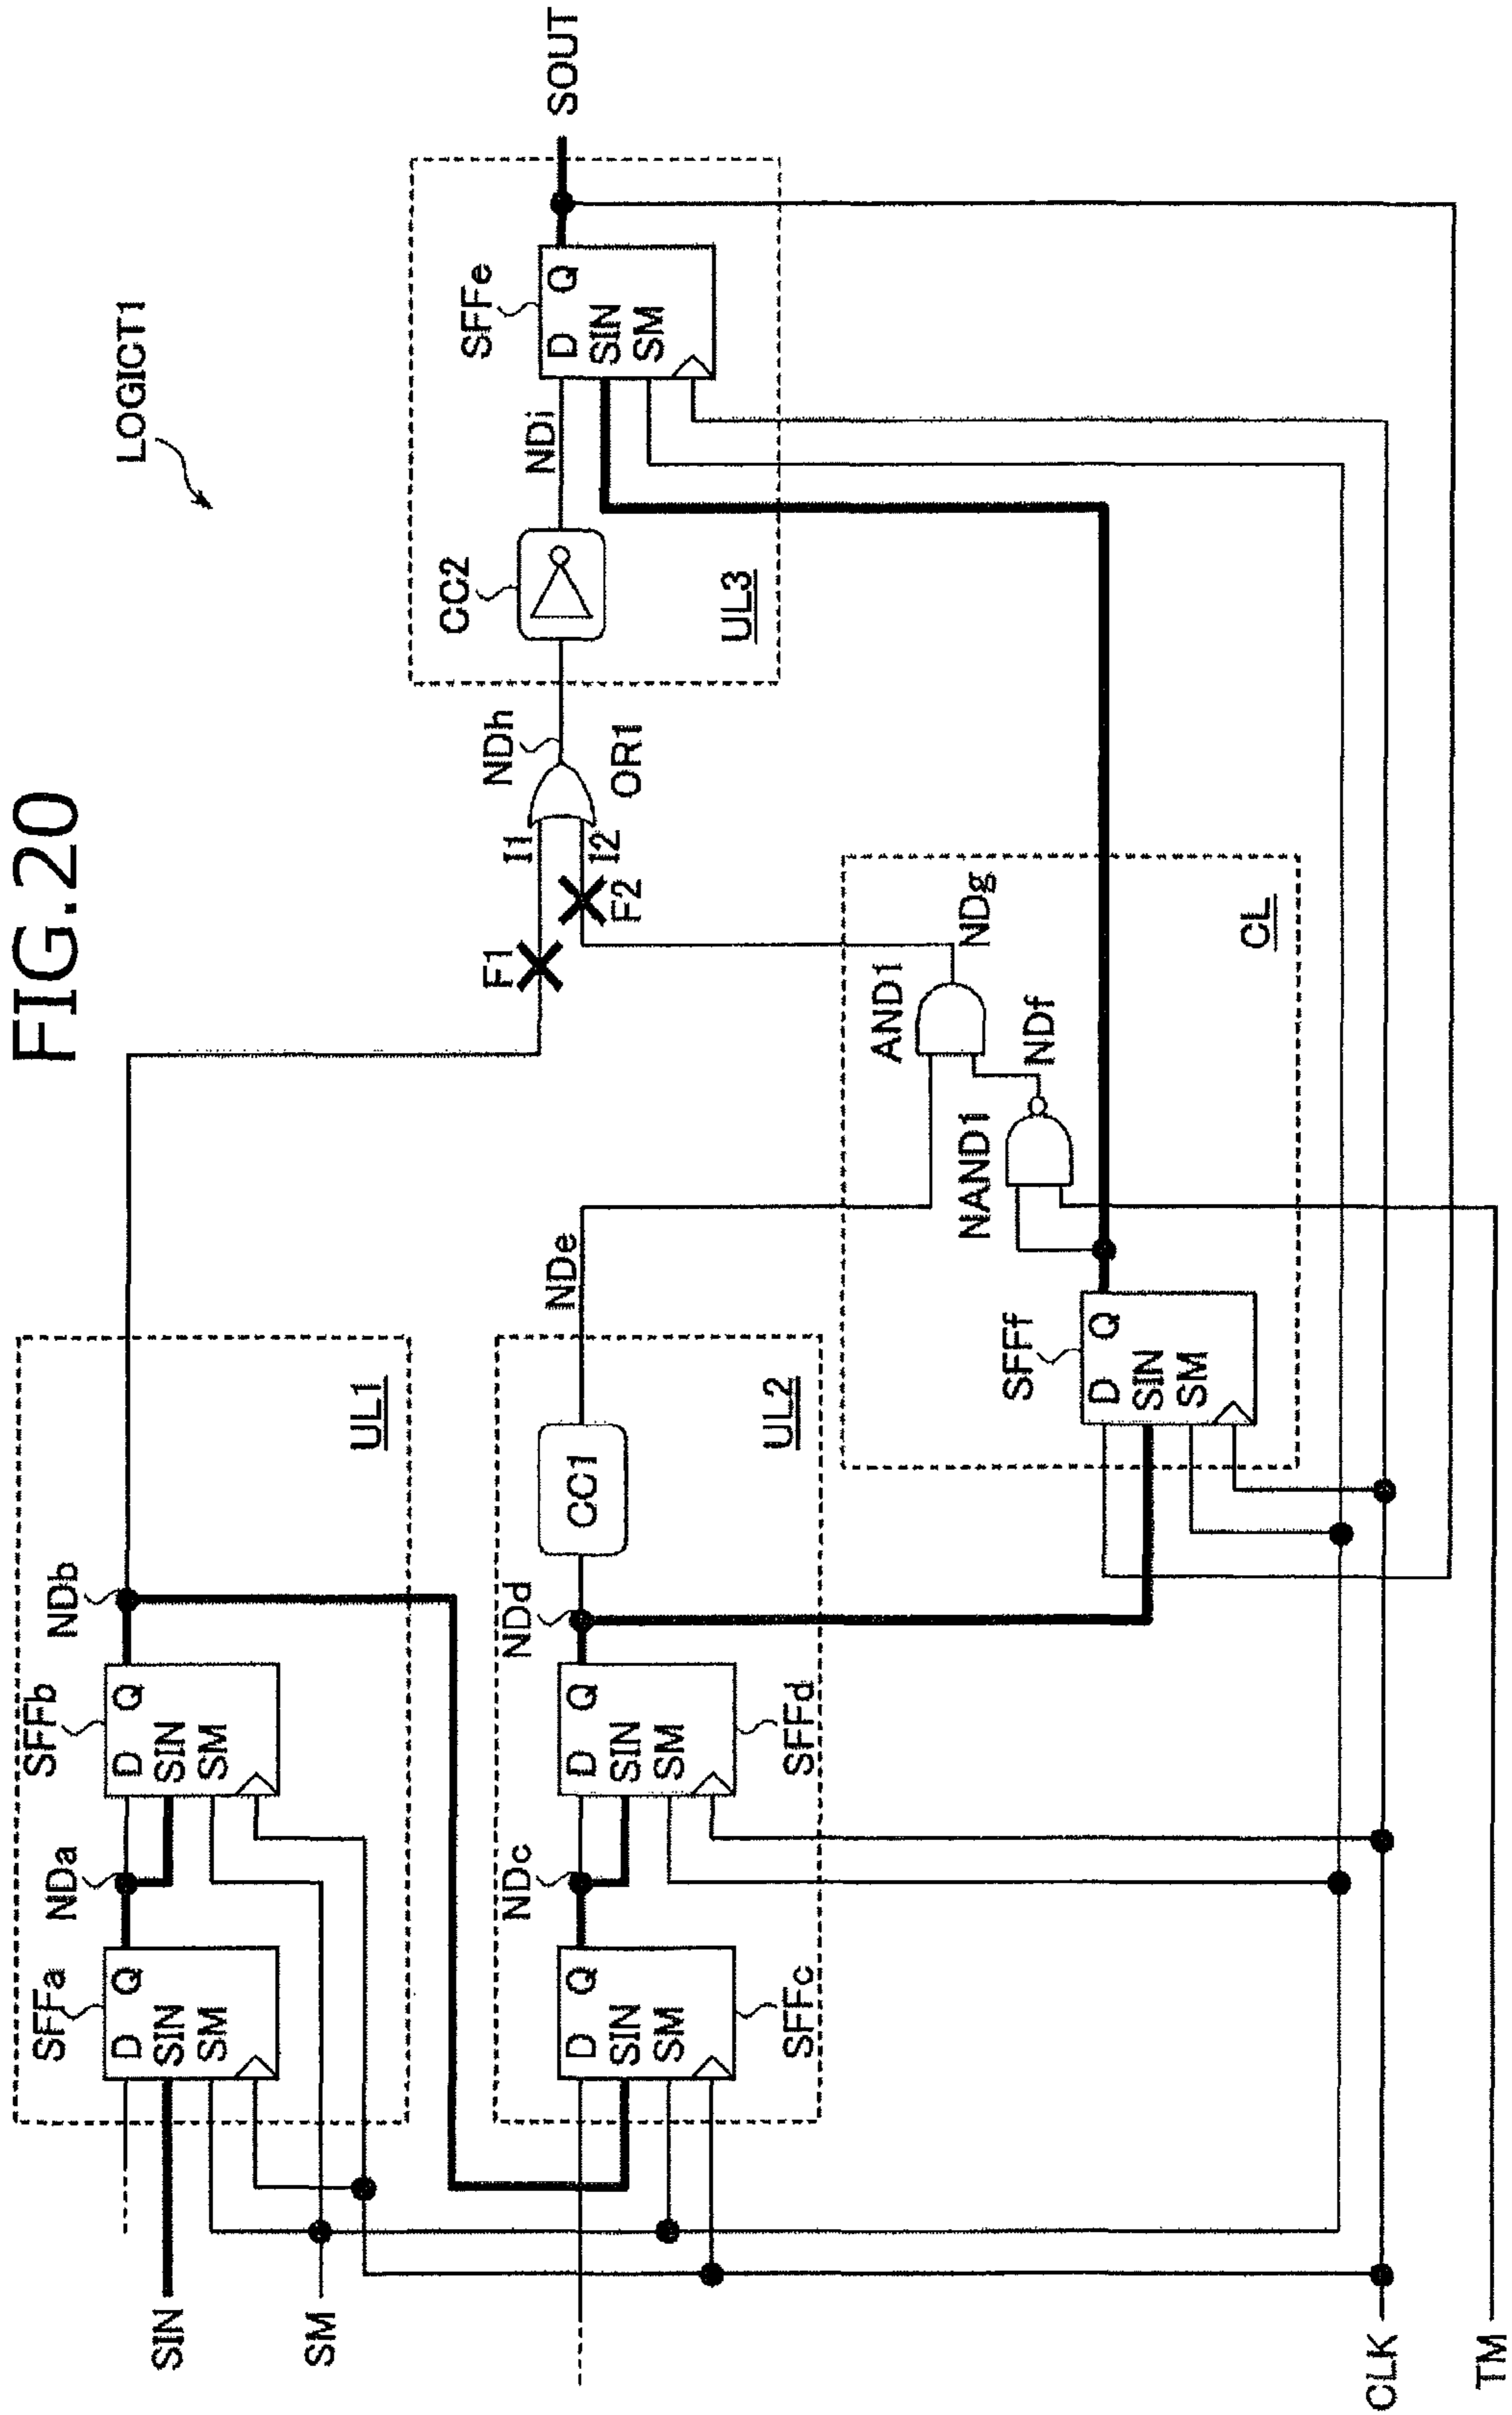 FIG.20
LOGICT1
SFFa
NDa
SFFb
NDb
D Q
SIN
SM
D Q
SIN
SM
UL1
SIN
SM
F1
I1
F2
I2
NDh
OR1
CC2
NDi
SFFe
D Q
SIN
SM
SOUT
UL3
NDc
NDd
NDe
D Q
SIN
SM
D Q
SIN
SM
CC1
SFFc
SFFd
UL2
AND1
NDg
NAND1
NDf
SFFf
D Q
SIN
SM
CL
CLK
TM